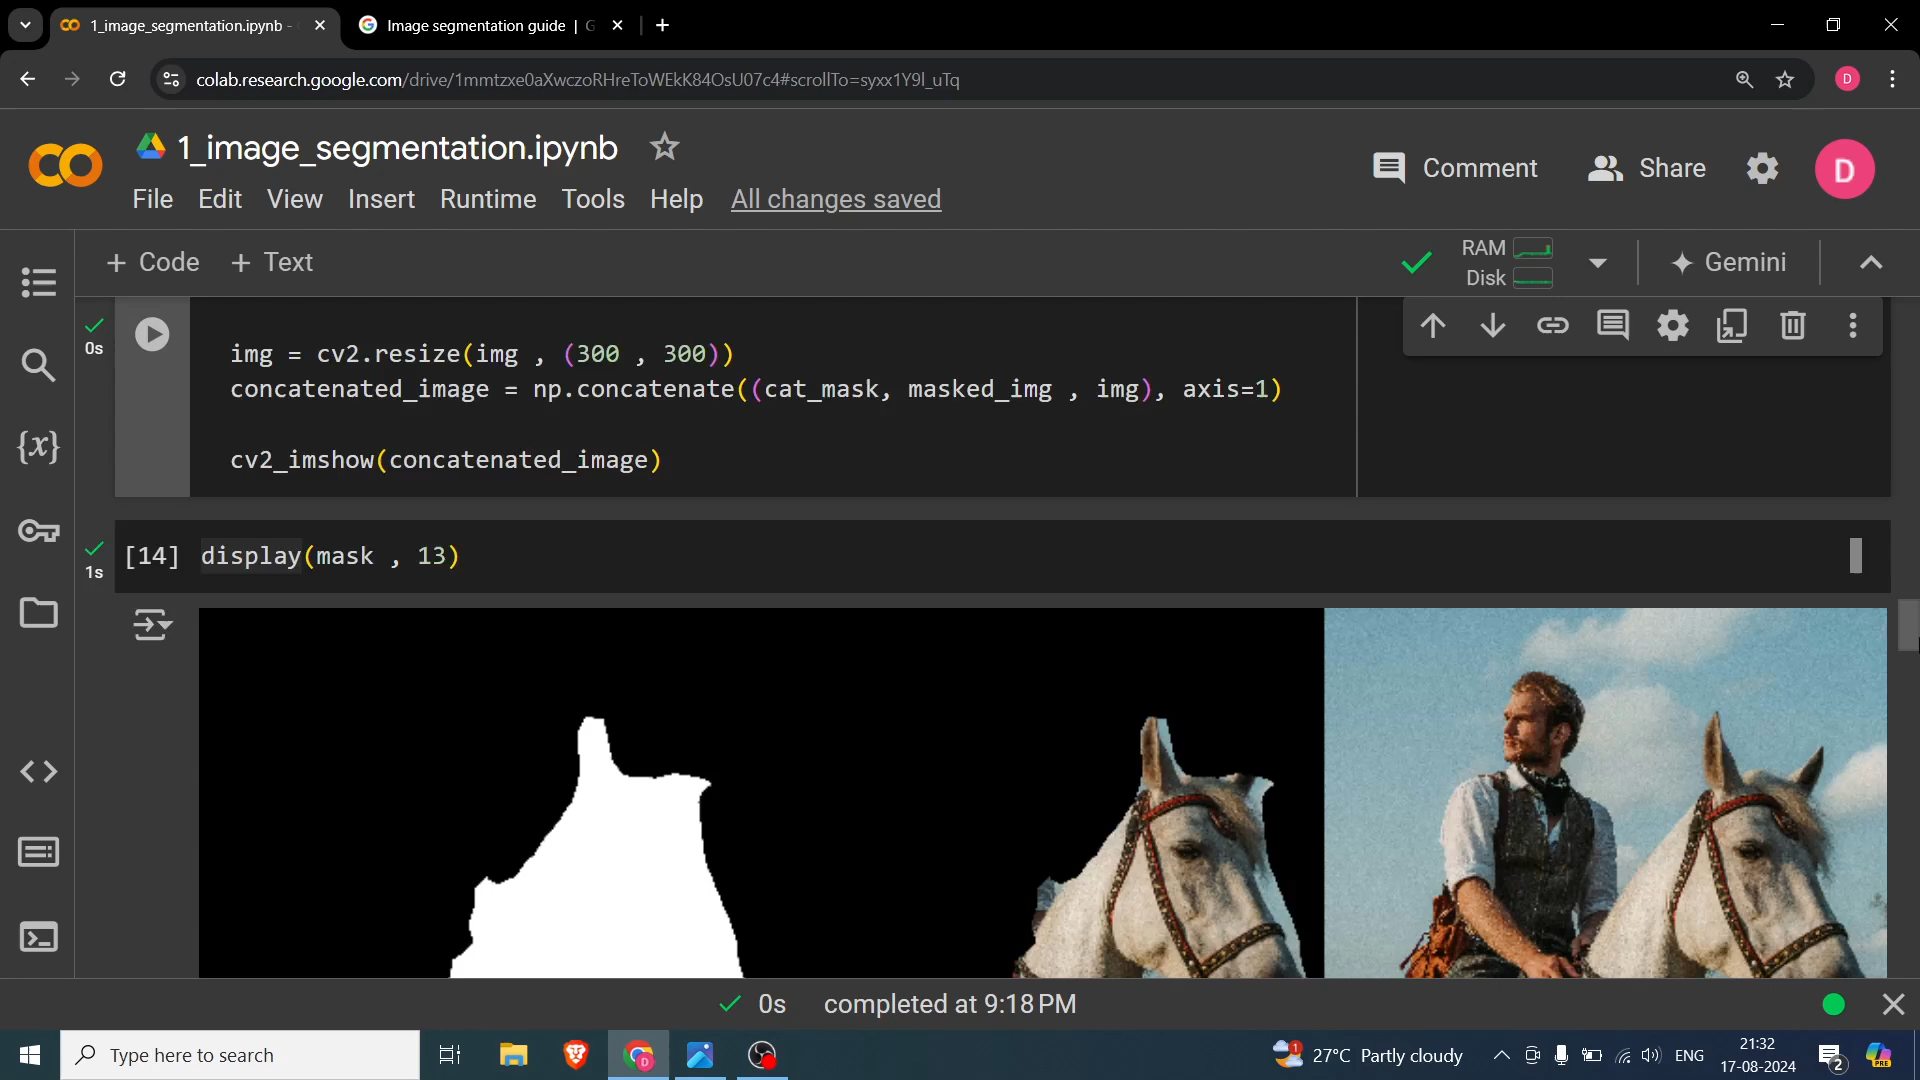 1_image_segmentation.ipynb -
Image segmentation guide | G
colab.research.google.com/drive/1mmtzxe0aXwczoRHreToWEkK84OsU07c4#scrollTo=syxx1Y9l_uTq
D
1_image_segmentation.ipynb
Comment
Share
D
File Edit View Insert Runtime Tools Help All changes saved
+ Code + Text
RAM
Disk
Gemini
0s
img = cv2.resize(img , (300 , 300))
concatenated_image = np.concatenate((cat_mask, masked_img , img), axis=1)
cv2_imshow(concatenated_image)
[14] display(mask , 13)
1s
{x}
0s completed at 9:18 PM
Type here to search
D
1
27°C Partly cloudy
ENG
21:32
17-08-2024
2
PRE